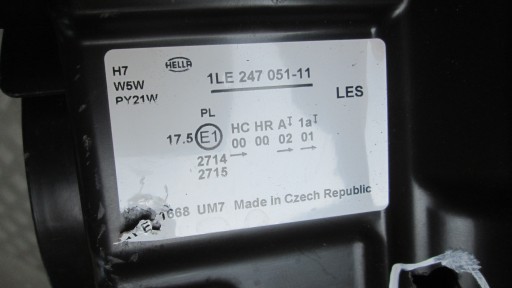 H7
W5W
PY21W
HELLA
1LE 247 051-11
LES
PL
17.5 E1 HC HR A I 1a I
00 00 02 01
2714
2715
1668 UM7 Made In Czech Republic